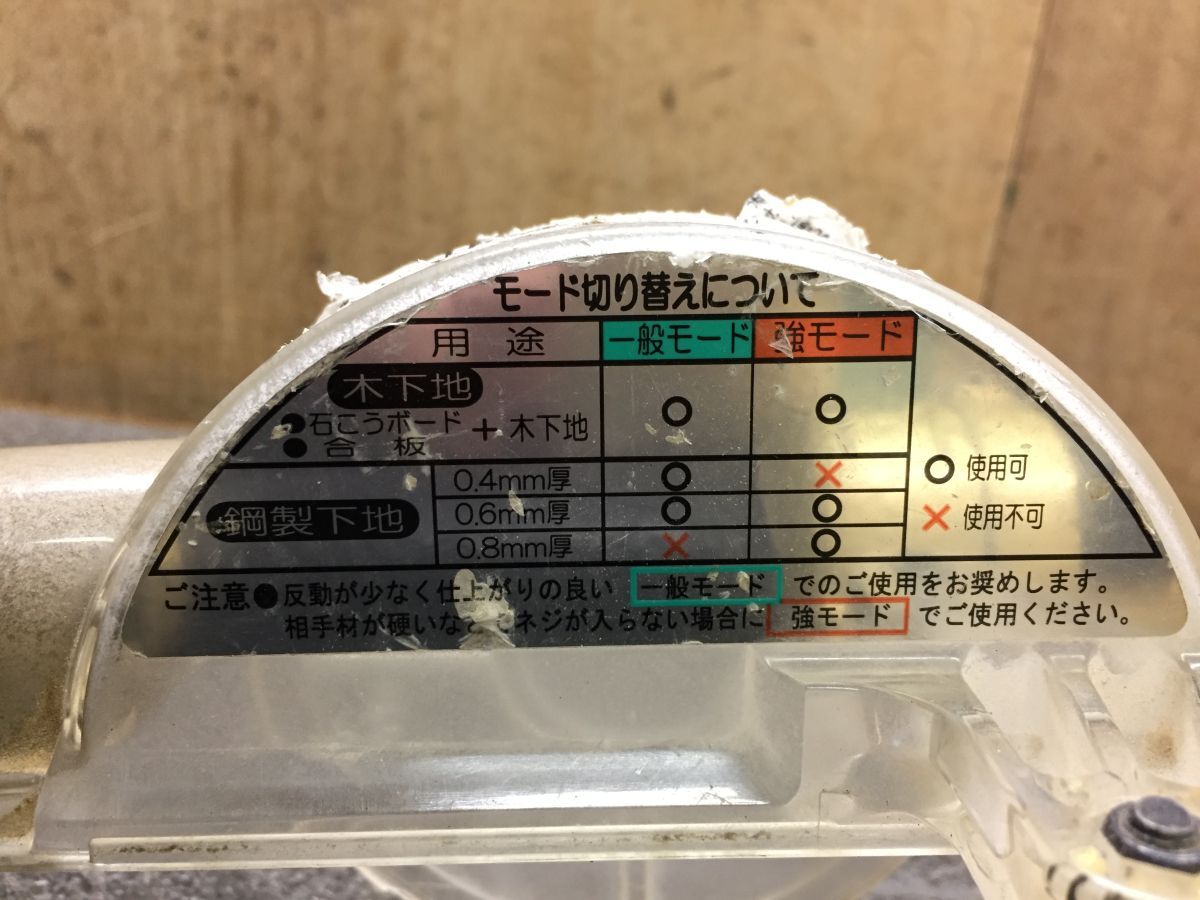 モード切り替えについて
用途 一般モード 強モード
木下地 ○ ○
●石こうボード
●合板 + 木下地
鋼製下地 0.4mm厚 ○ ×
0.6mm厚 ○ ○
0.8mm厚 × ○
○ 使用可
× 使用不可
ご注意●反動が少なく仕上がりの良い 一般モード でのご使用をお奨めします。
相手材が硬いな ネジが入らない場合に 強モード でご使用ください。